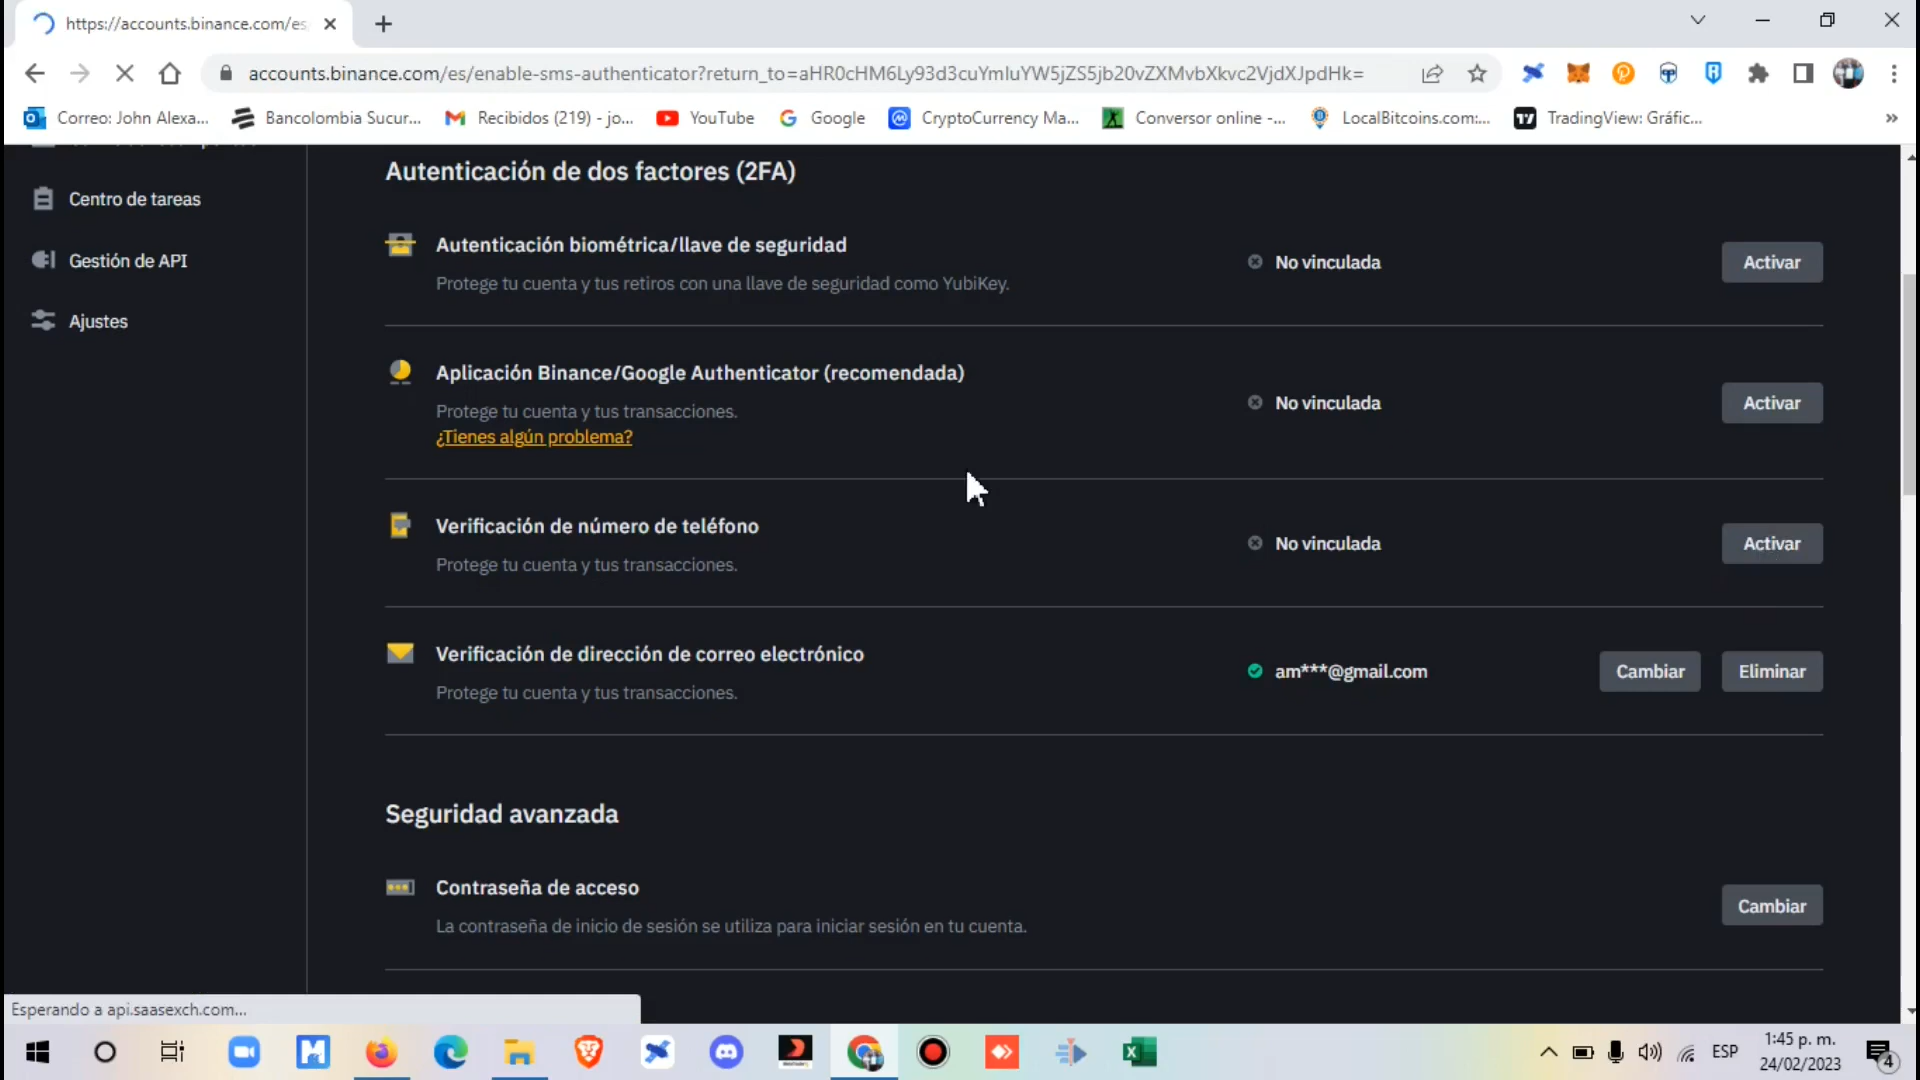 https://accounts.binance.com/es
accounts.binance.com/es/enable-sms-authenticator?return_to=aHR0cHM6Ly93d3cuYmluYW5jZS5jb20vZXMvbXkvc2VjdXJpdHk=
Correo: John Alexa...
Bancolombia Sucur...
Recibidos (219) - jo...
YouTube
Google
CryptoCurrency Ma...
Conversor online -...
LocalBitcoins.com:...
TradingView: Gráfic...
»
Centro de tareas
Gestión de API
Ajustes
Autenticación de dos factores (2FA)
Autenticación biométrica/llave de seguridad
Protege tu cuenta y tus retiros con una llave de seguridad como YubiKey.
No vinculada
Activar
Aplicación Binance/Google Authenticator (recomendada)
Protege tu cuenta y tus transacciones.
¿Tienes algún problema?
No vinculada
Activar
Verificación de número de teléfono
Protege tu cuenta y tus transacciones.
No vinculada
Activar
Verificación de dirección de correo electrónico
Protege tu cuenta y tus transacciones.
am***@gmail.com
Cambiar
Eliminar
Seguridad avanzada
Contraseña de acceso
La contraseña de inicio de sesión se utiliza para iniciar sesión en tu cuenta.
Cambiar
Esperando a api.saasexch.com...
ESP
1:45 p. m.
24/02/2023
4